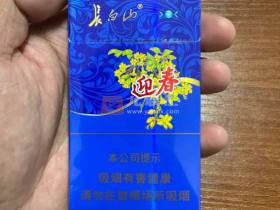 长白山®
迎春
本公司提示
吸烟有害健康
请勿在禁烟场所吸烟